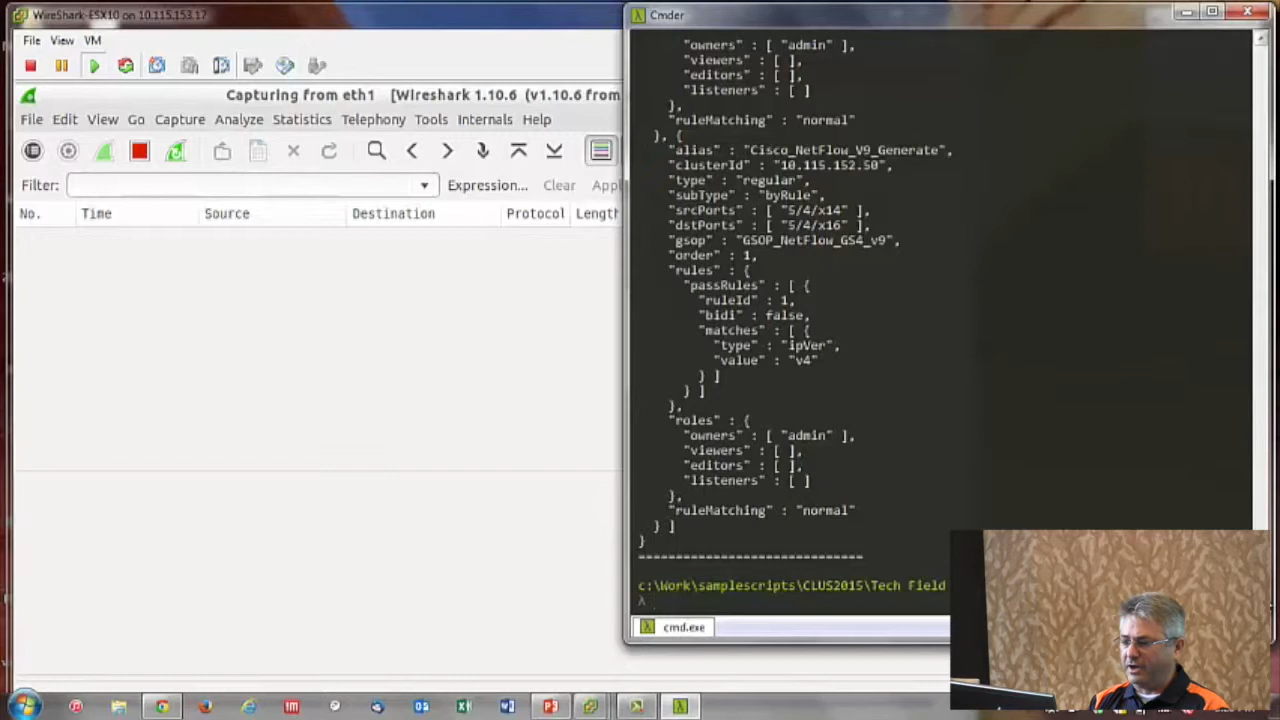 WireShark-ESX10 on 10.115.153.17
File View VM
Capturing from eth1 [Wireshark 1.10.6 (v1.10.6 from
File Edit View Go Capture Analyze Statistics Telephony Tools Internals Help
Filter: Expression... Clear Apply
No. Time Source Destination Protocol Length
Cmder
"owners" : [ "admin" ],
"viewers" : [ ],
"editors" : [ ],
"listeners" : [ ]
},
"ruleMatching" : "normal"
}, {
"alias" : "Cisco_NetFlow_V9_Generate",
"clusterId" : "10.115.152.50",
"type" : "regular",
"subType" : "byRule",
"srcPorts" : [ "5/4/x14" ],
"dstPorts" : [ "5/4/x16" ],
"gsop" : "GSOP_NetFlow_GS4_v9",
"order" : 1,
"rules" : {
"passRules" : [ {
"ruleId" : 1,
"bidi" : false,
"matches" : [ {
"type" : "ipVer",
"value" : "v4"
} ]
} ]
},
"roles" : {
"owners" : [ "admin" ],
"viewers" : [ ],
"editors" : [ ],
"listeners" : [ ]
},
"ruleMatching" : "normal"
} ]
}
==============================
c:\Work\samplescripts\CLUS2015\Tech Field
λ
cmd.exe